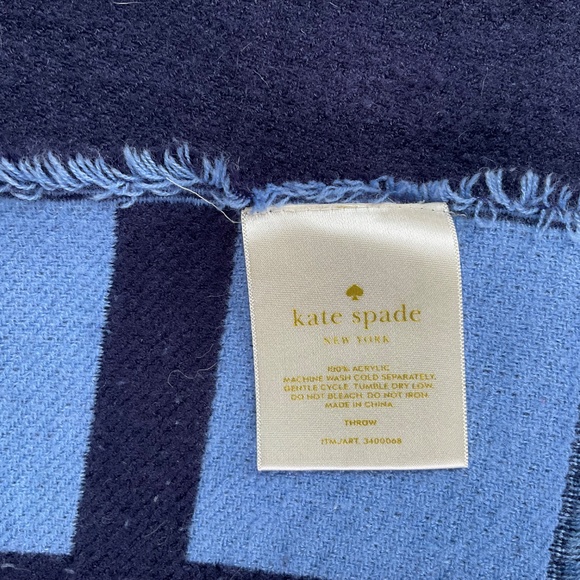 kate spade
NEW YORK
100% ACRYLIC
MACHINE WASH COLD SEPARATELY.
GENTLE CYCLE. TUMBLE DRY LOW.
DO NOT BLEACH. DO NOT IRON.
MADE IN CHINA
THROW
ITM./ART. 3400068